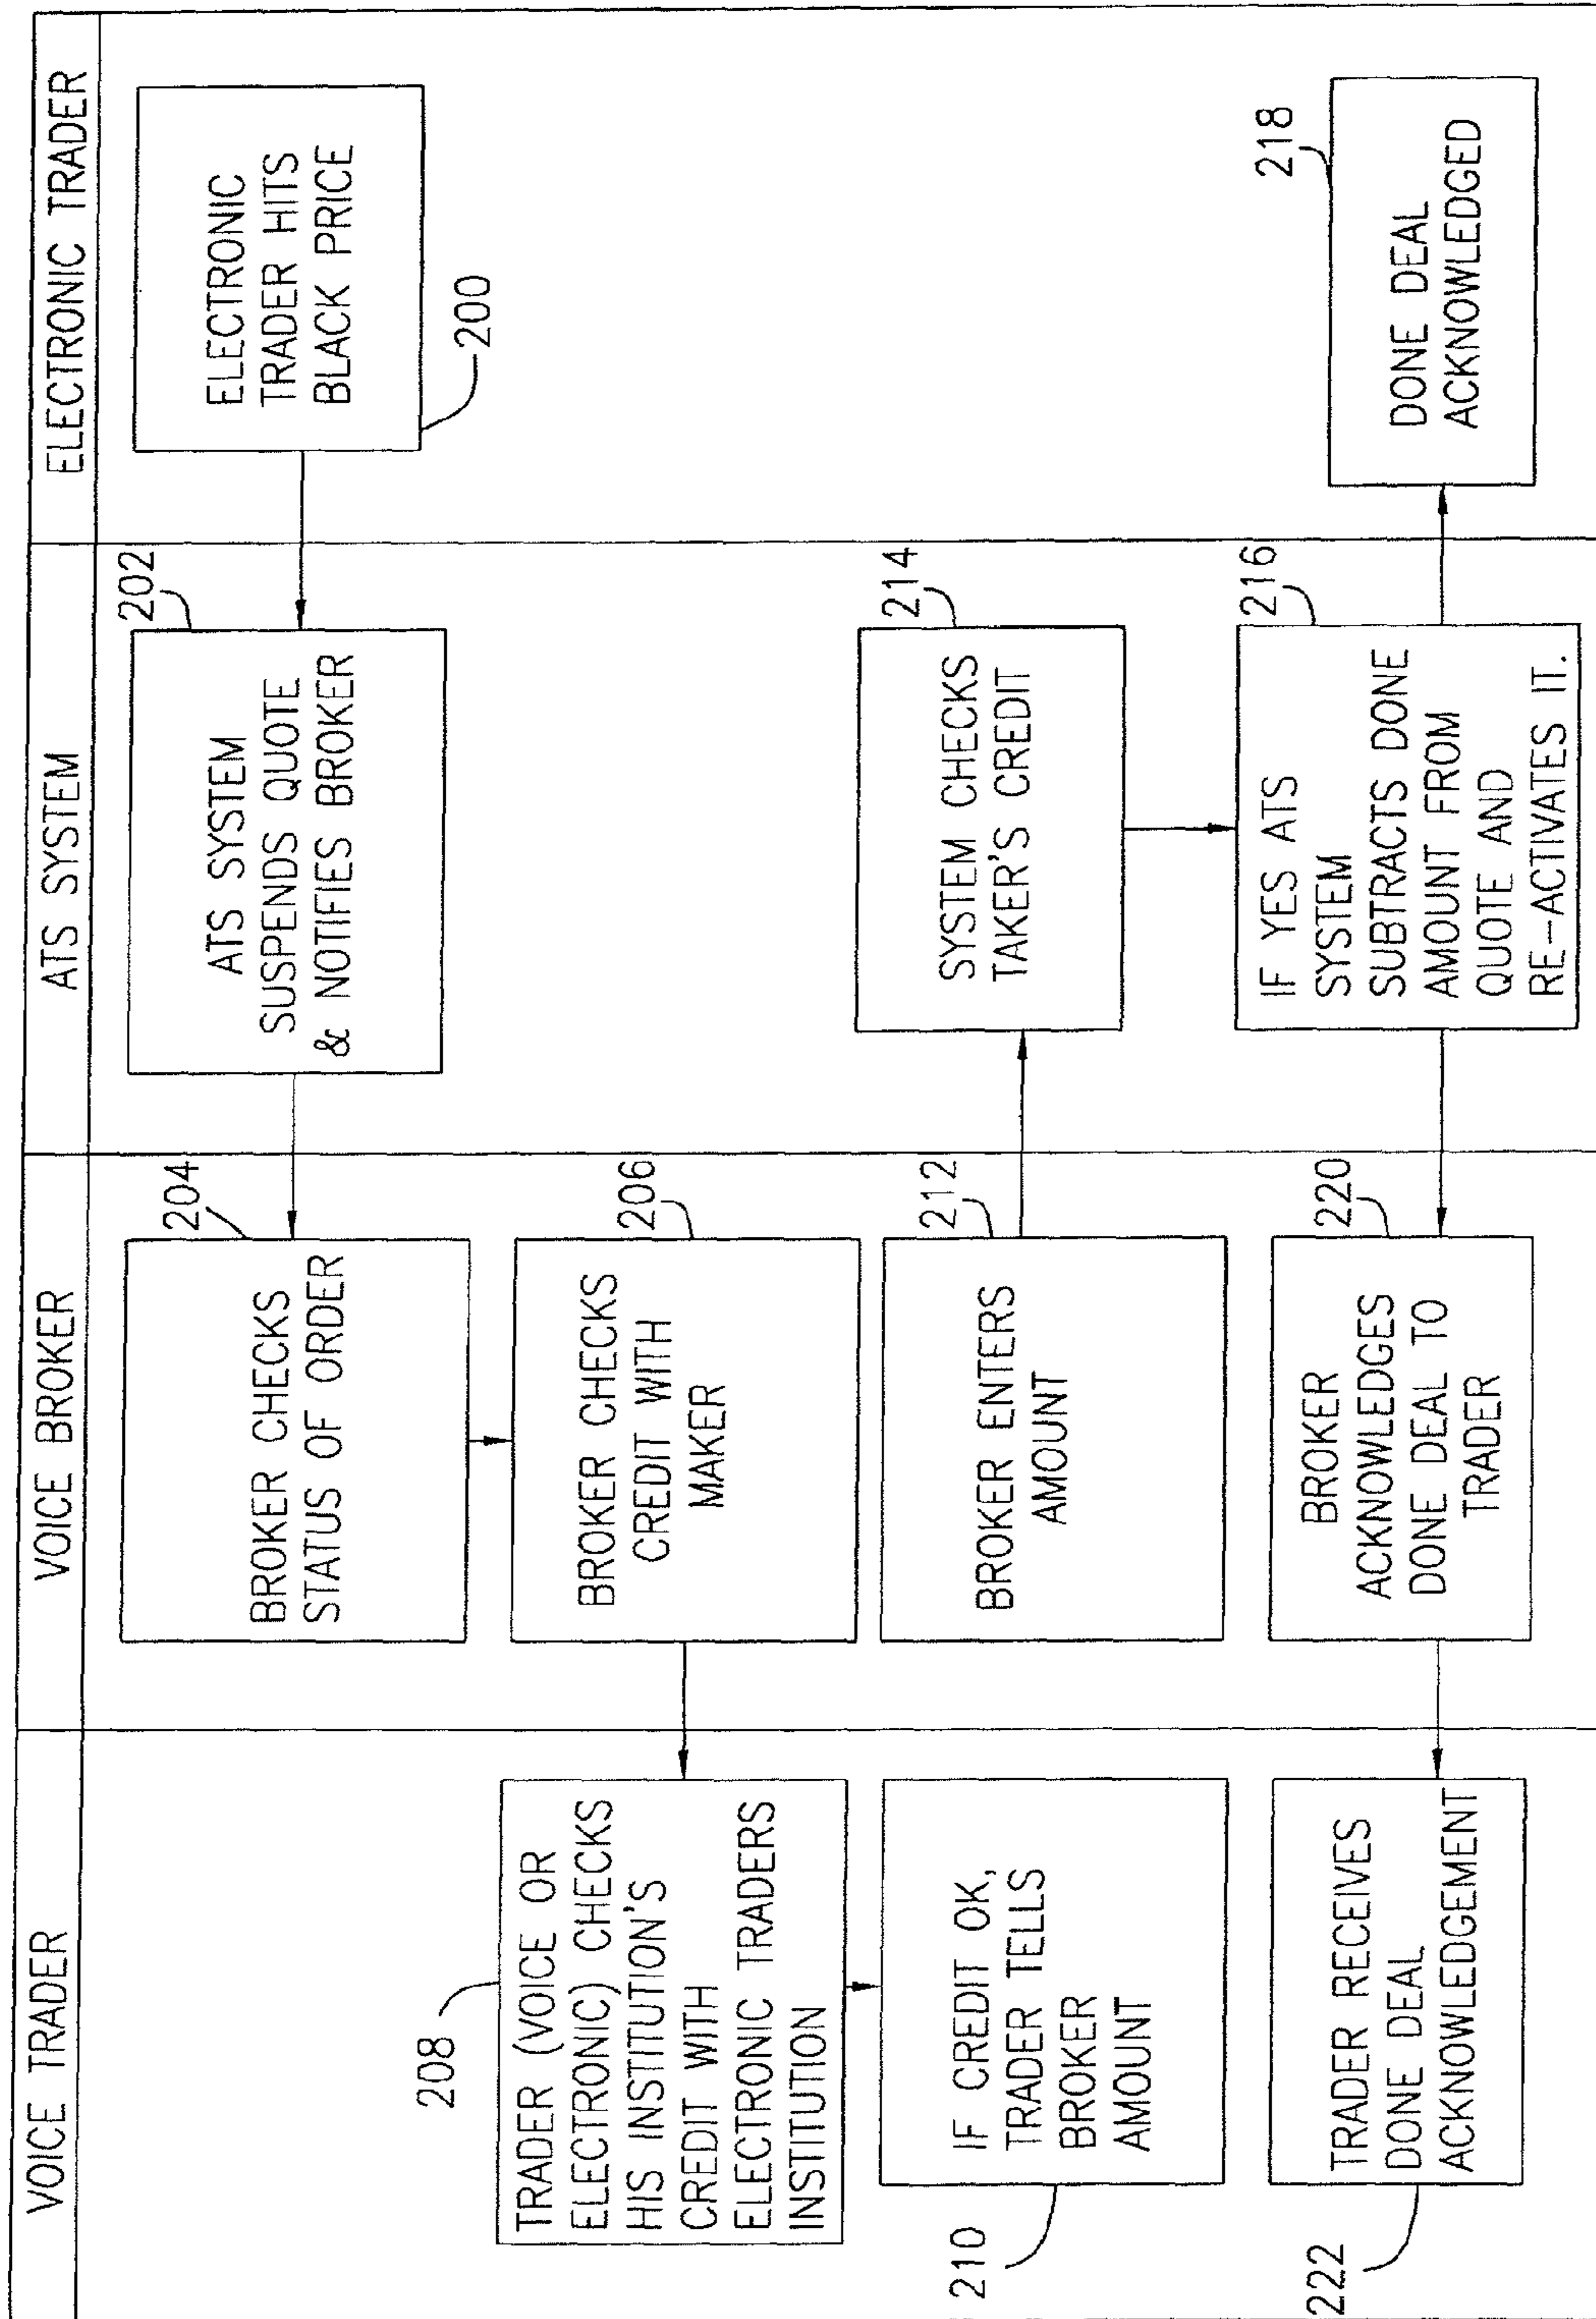 VOICE TRADER
VOICE BROKER
ATS SYSTEM
ELECTRONIC TRADER
ELECTRONIC
TRADER HITS
BLACK PRICE
200
202
ATS SYSTEM
SUSPENDS QUOTE
& NOTIFIES BROKER
204
BROKER CHECKS
STATUS OF ORDER
206
BROKER CHECKS
CREDIT WITH
MAKER
208
TRADER (VOICE OR
ELECTRONIC) CHECKS
HIS INSTITUTION'S
CREDIT WITH
ELECTRONIC TRADERS
INSTITUTION
210
IF CREDIT OK,
TRADER TELLS
BROKER
AMOUNT
212
BROKER ENTERS
AMOUNT
214
SYSTEM CHECKS
TAKER'S CREDIT
216
IF YES ATS
SYSTEM
SUBTRACTS DONE
AMOUNT FROM
QUOTE AND
RE-ACTIVATES IT.
218
DONE DEAL
ACKNOWLEDGED
220
BROKER
ACKNOWLEDGES
DONE DEAL TO
TRADER
222
TRADER RECEIVES
DONE DEAL
ACKNOWLEDGEMENT